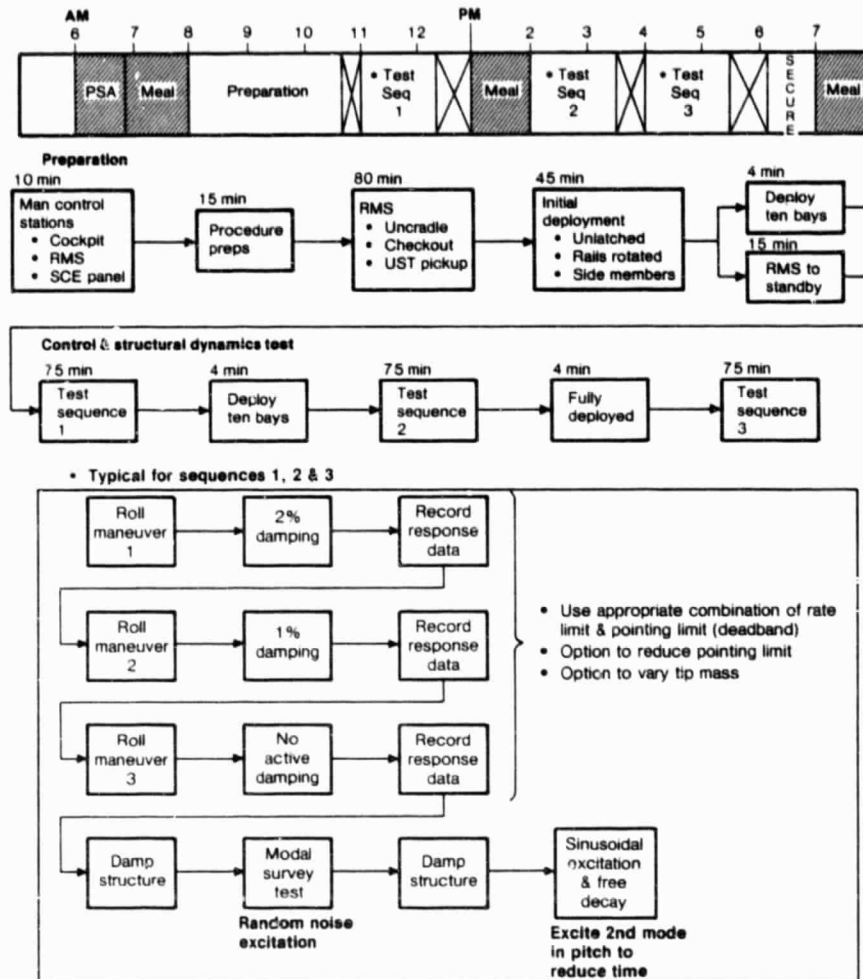 AM
PM
6 7 8 11 12 2 3 4 5 6 7
PSA
Meal
Preparation
• Test
Seq
1
Meal
• Test
Seq
2
• Test
Seq
3
SECURE
Meal
Preparation
10 min
Man control
stations
• Cockpit
• RMS
• SCE panel
15 min
Procedure
preps
80 min
RMS
• Uncradle
• Checkout
• UST pickup
45 min
Initial
deployment
• Unlatched
• Rails rotated
• Side members
4 min
Deploy
ten bays
15 min
RMS to
standby
Control & structural dynamics test
75 min
Test
sequence
1
4 min
Deploy
ten bays
75 min
Test
sequence
2
4 min
Fully
deployed
75 min
Test
sequence
3
• Typical for sequences 1, 2 & 3
Roll
maneuver
1
2%
damping
Record
response
data
Roll
maneuver
2
1%
damping
Record
response
data
Roll
maneuver
3
No
active
damping
Record
response
data
• Use appropriate combination of rate
limit & pointing limit (deadband)
• Option to reduce pointing limit
• Option to vary tip mass
Damp
structure
Modal
survey
test
Random noise
excitation
Damp
structure
Sinusoidal
excitation
& free
decay
Excite 2nd mode
in pitch to
reduce time